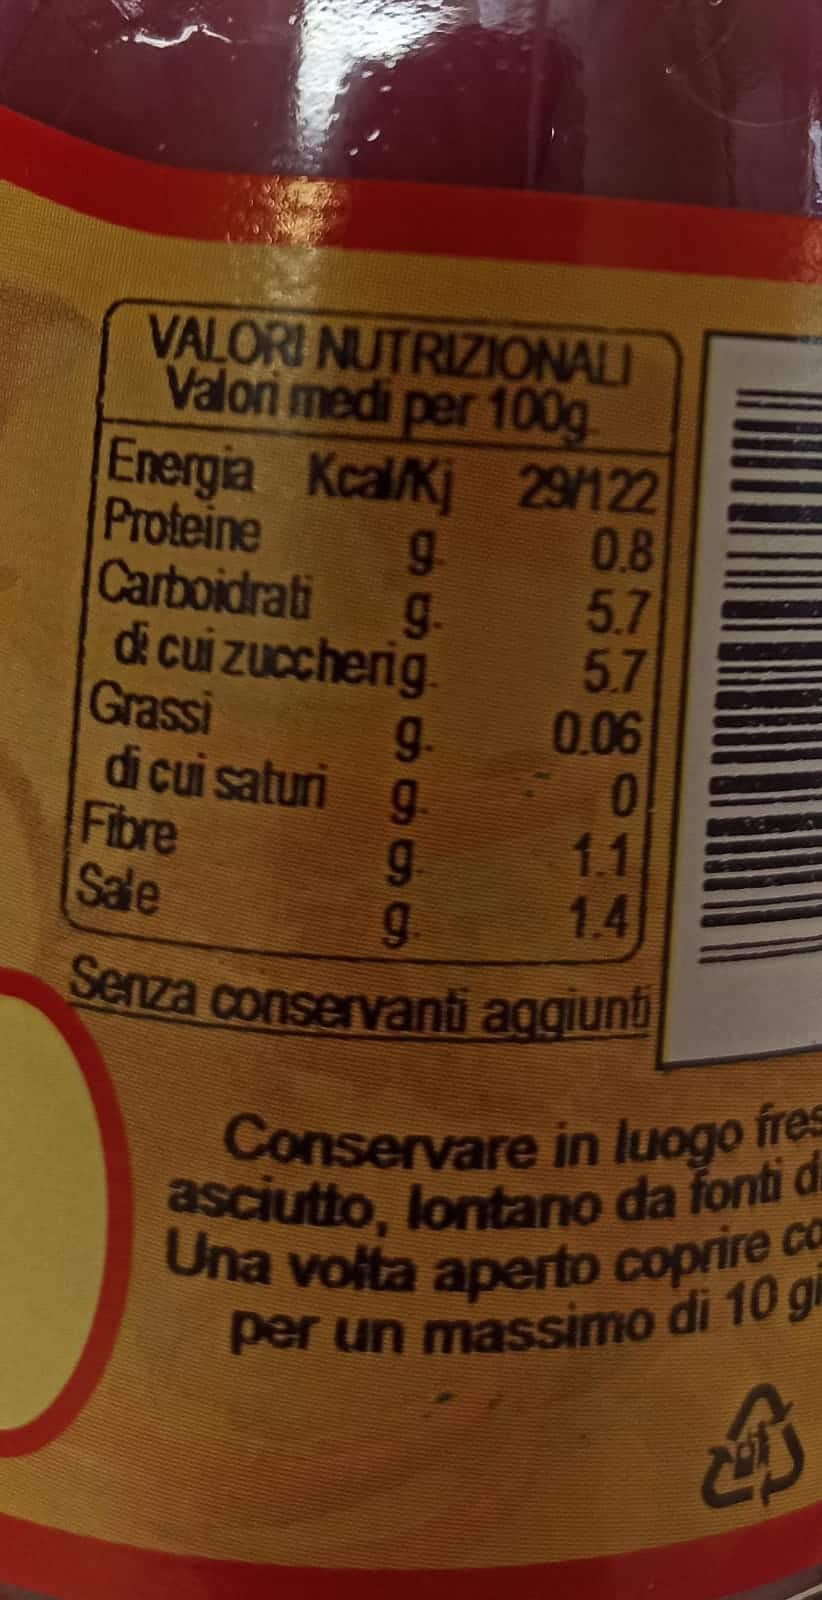 VALORI NUTRIZIONALI
Valori medi per 100g
Energia Kcal/Kj 29/122
Proteine g. 0.8
Carboidrati g. 5.7
di cui zuccheri g. 5.7
Grassi g. 0.06
di cui saturi g. 0
Fibre g. 1.1
Sale g. 1.4
Senza conservanti aggiunti
Conservare in luogo fres
asciutto, lontano da fonti d
Una volta aperto coprire co
per un massimo di 10 gi